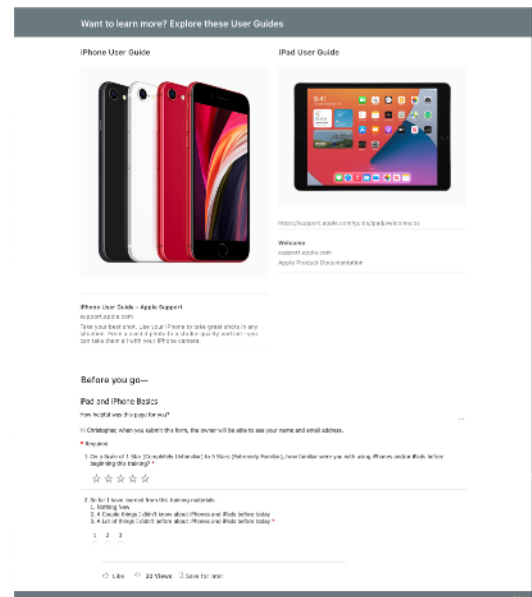 Want to learn more? Explore these User Guides
iPhone User Guide
iPad User Guide
9:41
https://support.apple.com/guide/ipad/welcome/
Welcome
support.apple.com
Apple Product Documentation
iPhone User Guide - Apple Support
support.apple.com
Take your best shot. Use your iPhone to take great shots in any
situation. From a candid photo to a studio-quality portrait—you
can take them all with your iPhone camera.
Before you go—
iPad and iPhone Basics
How helpful was this page for you?
...
Hi Christopher, when you submit this form, the owner will be able to see your name and email address.
* Required
1. On a Scale of 1 Star (Completely Unfamiliar) to 5 Stars (Extremely Familiar), how familiar were you with using iPhones and/or iPads before
beginning this training? *
2. So far I have learned from this training materials:
1. Nothing New
2. A Couple things I didn't know about iPhones and iPads before today
3. A Lot of things I didn't before about iPhones and iPads before today *
1 2 3
Like
32 Views
Save for later